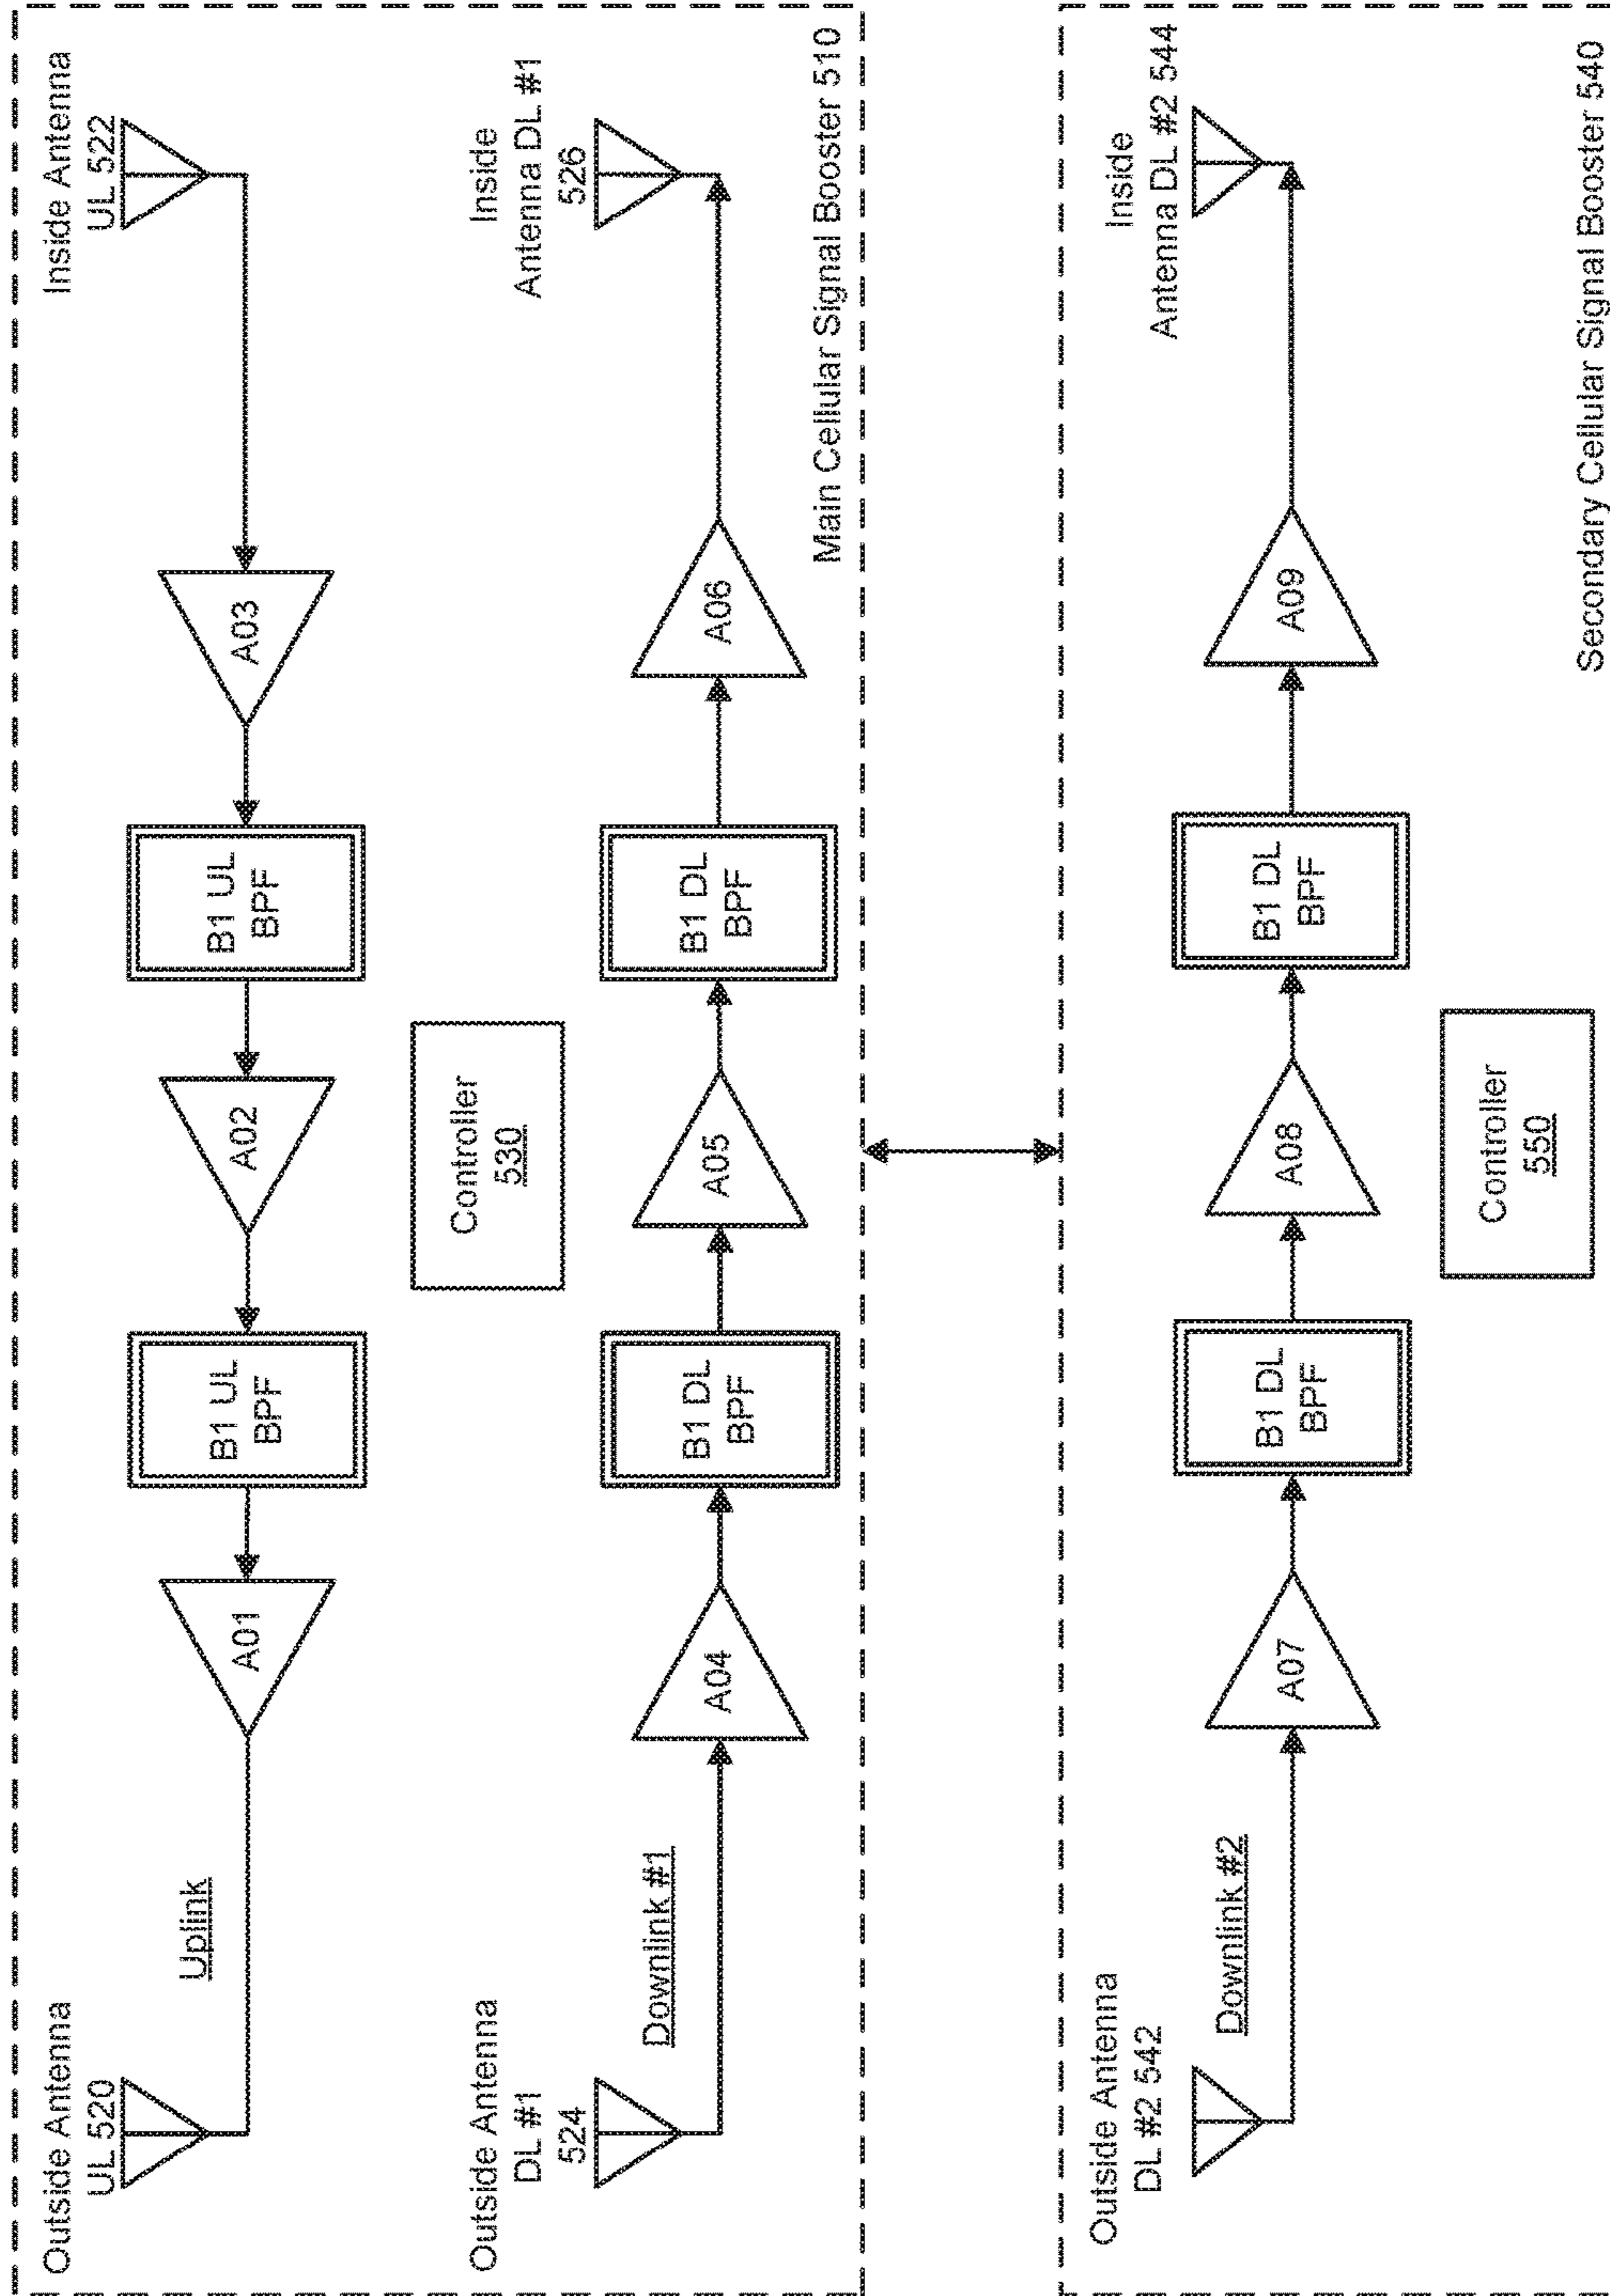 Outside Antenna
UL 520
Uplink
A01
B1 UL
BPF
A02
B1 UL
BPF
A03
Inside Antenna
UL 522
Controller
530
Outside Antenna
DL #1
524
Downlink #1
A04
B1 DL
BPF
A05
B1 DL
BPF
A06
Inside
Antenna DL #1
526
Main Cellular Signal Booster 510
Outside Antenna
DL #2 542
Downlink #2
A07
B1 DL
BPF
A08
B1 DL
BPF
A09
Inside
Antenna DL #2 544
Controller
550
Secondary Cellular Signal Booster 540